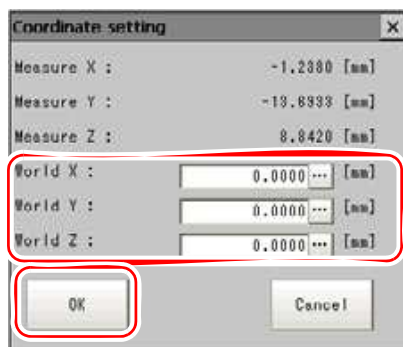 Coordinate setting
Measure X : -1.2380 [mm]
Measure Y : -13.6933 [mm]
Measure Z : 8.8420 [mm]
World X : 0.0000 ... [mm]
World Y : 0.0000 ... [mm]
World Z : 0.0000 ... [mm]
OK Cancel